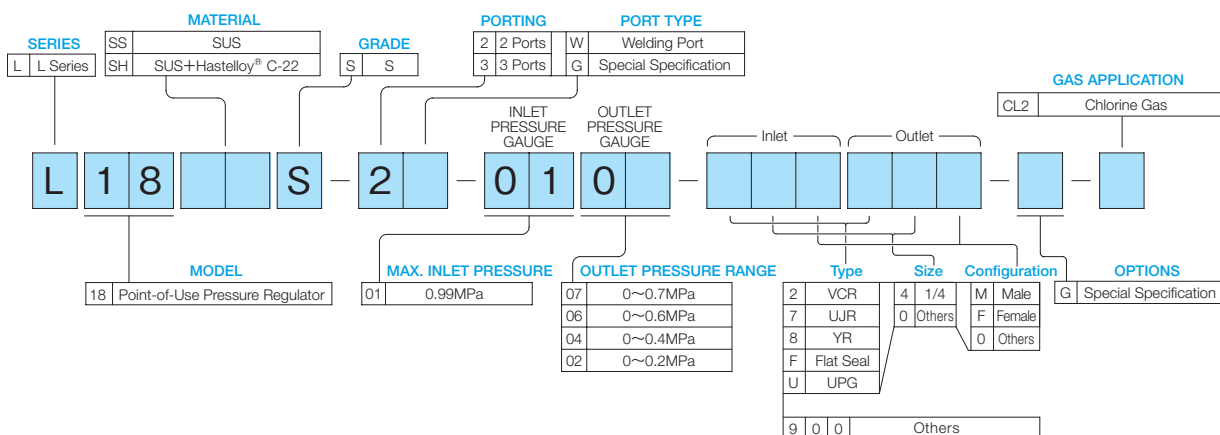 MATERIAL
SS SUS
SH SUS+Hastelloy® C-22
SERIES
L L Series
GRADE
S S
PORTING
2 2 Ports
3 3 Ports
PORT TYPE
W Welding Port
G Special Specification
GAS APPLICATION
CL2 Chlorine Gas
INLET
PRESSURE
GAUGE
OUTLET
PRESSURE
GAUGE
Inlet
Outlet
L 1 8 S - 2 - 0 1 0 - - -
MODEL
18 Point-of-Use Pressure Regulator
MAX. INLET PRESSURE
01 0.99MPa
OUTLET PRESSURE RANGE
07 0~0.7MPa
06 0~0.6MPa
04 0~0.4MPa
02 0~0.2MPa
Type
2 VCR
7 UJR
8 YR
F Flat Seal
U UPG
9 0 0 Others
Size
4 1/4
0 Others
Configuration
M Male
F Female
0 Others
OPTIONS
G Special Specification